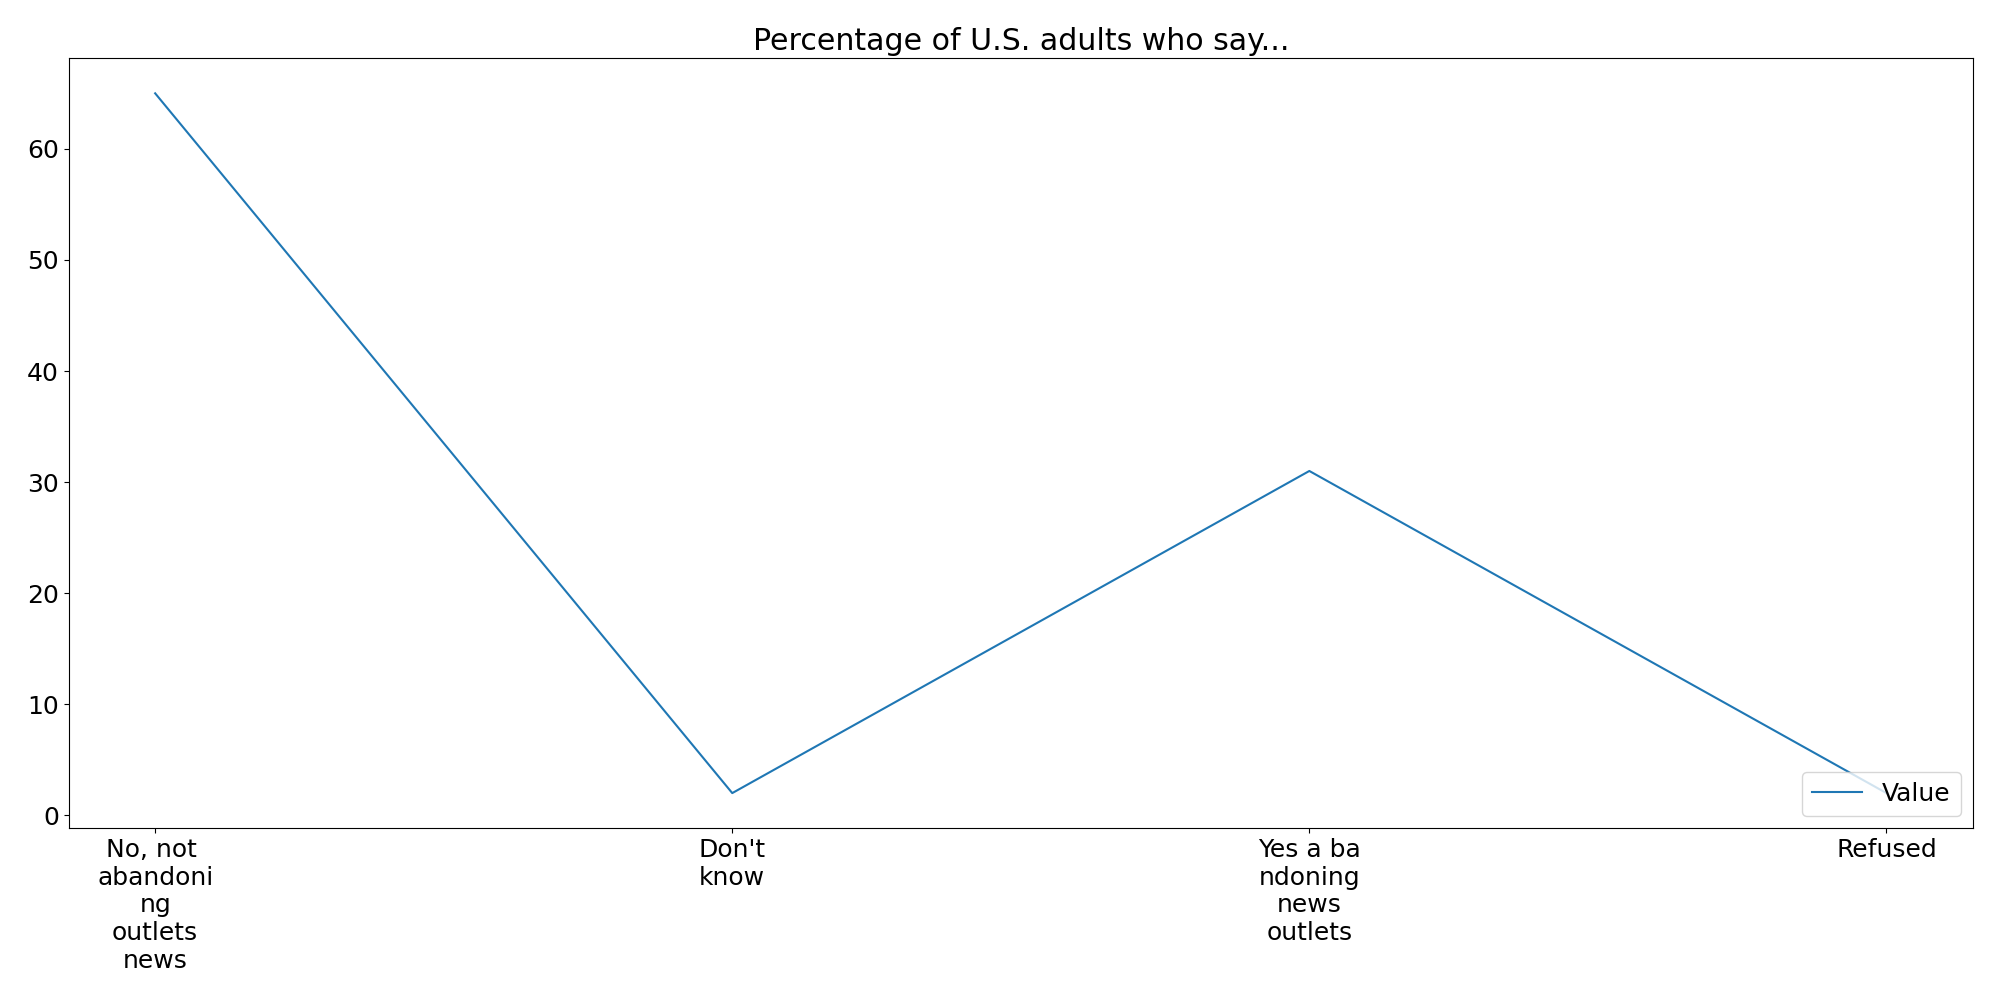 Percentage of U.S. adults who say...
60
50
40
30
20
10
0
Value
No, not
abandoni
ng
outlets
news
Don't
know
Yes a ba
ndoning
news
outlets
Refused